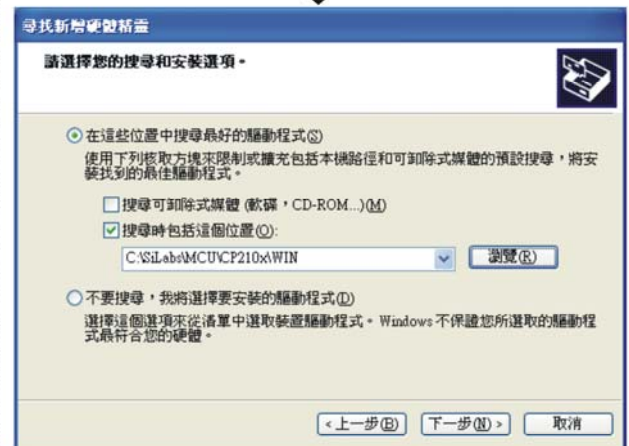 尋找新增硬體精靈
請選擇您的搜尋和安裝選項。
在這些位置中搜尋最好的驅動程式(S)
使用下列核取方塊來限制或擴充包括本機路徑和可卸除式媒體的預設搜尋，將安
裝找到的最佳驅動程式。
搜尋可卸除式媒體 (軟碟，CD-ROM...)(M)
搜尋時包括這個位置(O):
C:\SiLabs\MCU\CP210x\WIN
瀏覽(R)
不要搜尋，我將選擇要安裝的驅動程式(D)
選擇這個選項來從清單中選取裝置驅動程式。Windows 不保證您所選取的驅動程
式最符合您的硬體。
<上一步(B)
下一步(N)>
取消